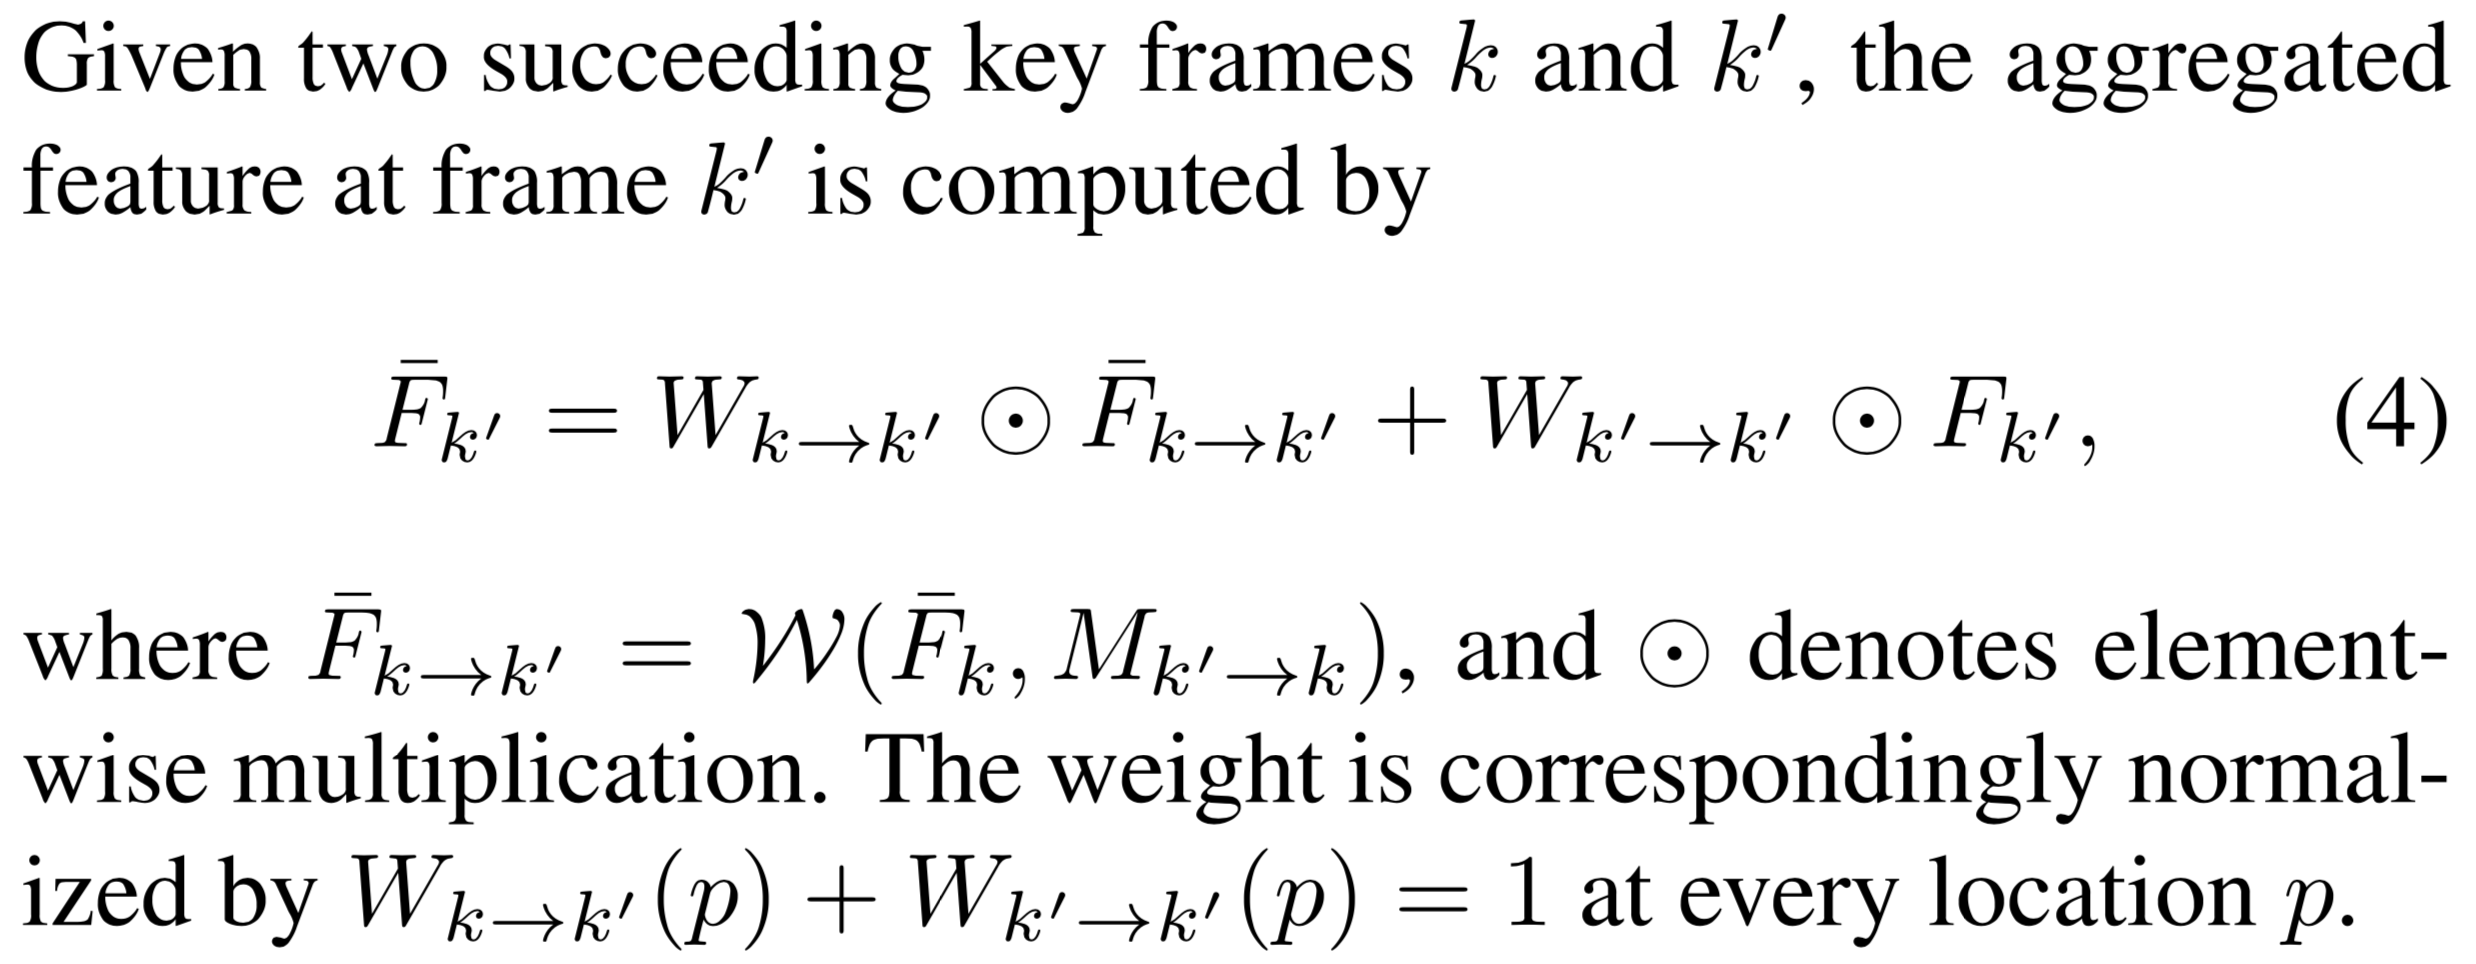 Given two succeeding key frames k and k′, the aggregated
feature at frame k′ is computed by
F̄_{k′} = W_{k→k′} ⊙ F̄_{k→k′} + W_{k′→k′} ⊙ F_{k′}, (4)
where F̄_{k→k′} = 𝒲(F̄_k, M_{k′→k}), and ⊙ denotes element-
wise multiplication. The weight is correspondingly normal-
ized by W_{k→k′}(p) + W_{k′→k′}(p) = 1 at every location p.